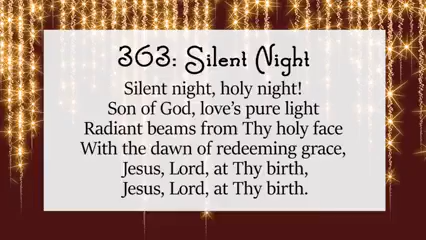 363: Silent Night
Silent night, holy night!
Son of God, love’s pure light
Radiant beams from Thy holy face
With the dawn of redeeming grace,
Jesus, Lord, at Thy birth,
Jesus, Lord, at Thy birth.